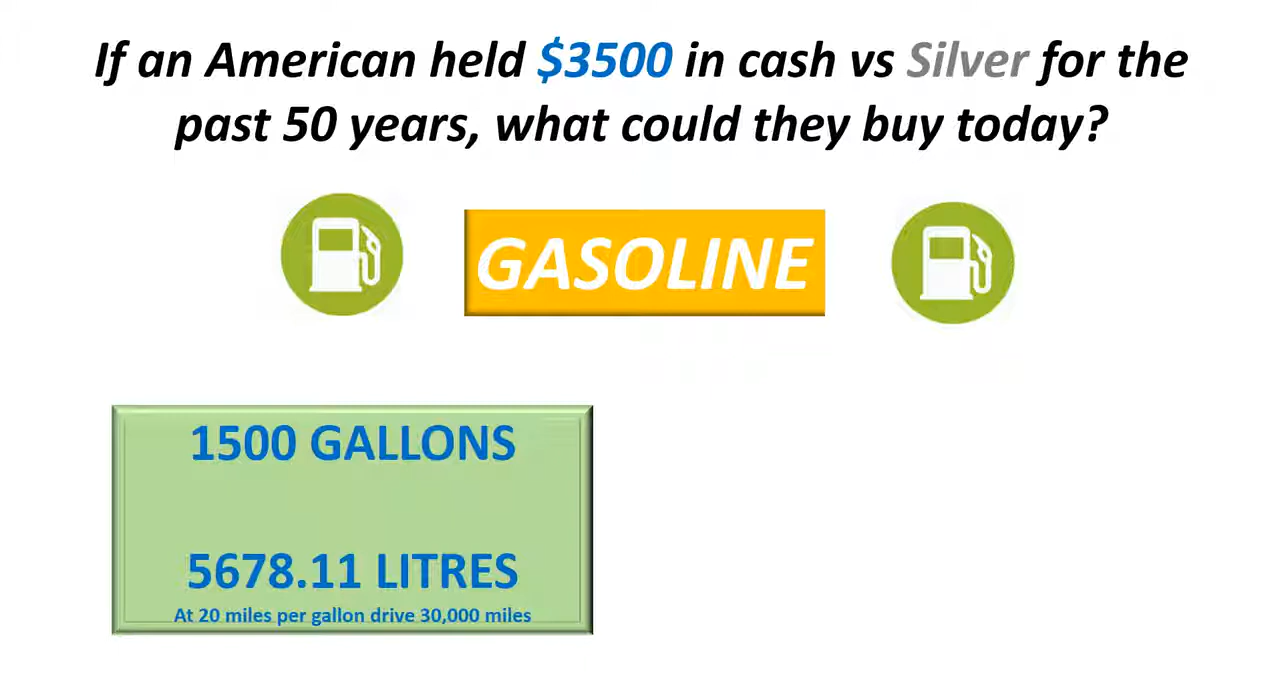 If an American held $3500 in cash vs Silver for the
past 50 years, what could they buy today?
GASOLINE
1500 GALLONS
5678.11 LITRES
At 20 miles per gallon drive 30,000 miles